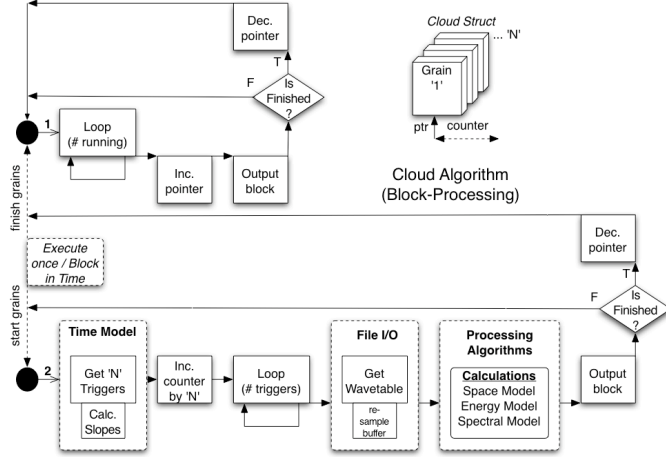 Dec.
pointer
T
F
Is
Finished
?
1
Loop
(# running)
Inc.
pointer
Output
block
Cloud Struct
... 'N'
Grain
'1'
ptr
counter
Cloud Algorithm
(Block-Processing)
finish grains
Execute
once / Block
in Time
start grains
Dec.
pointer
T
F
Is
Finished
?
2
Time Model
Get 'N'
Triggers
Calc.
Slopes
Inc.
counter
by 'N'
Loop
(# triggers)
File I/O
Get
Wavetable
re-
sample
buffer
Processing
Algorithms
Calculations
Space Model
Energy Model
Spectral Model
Output
block